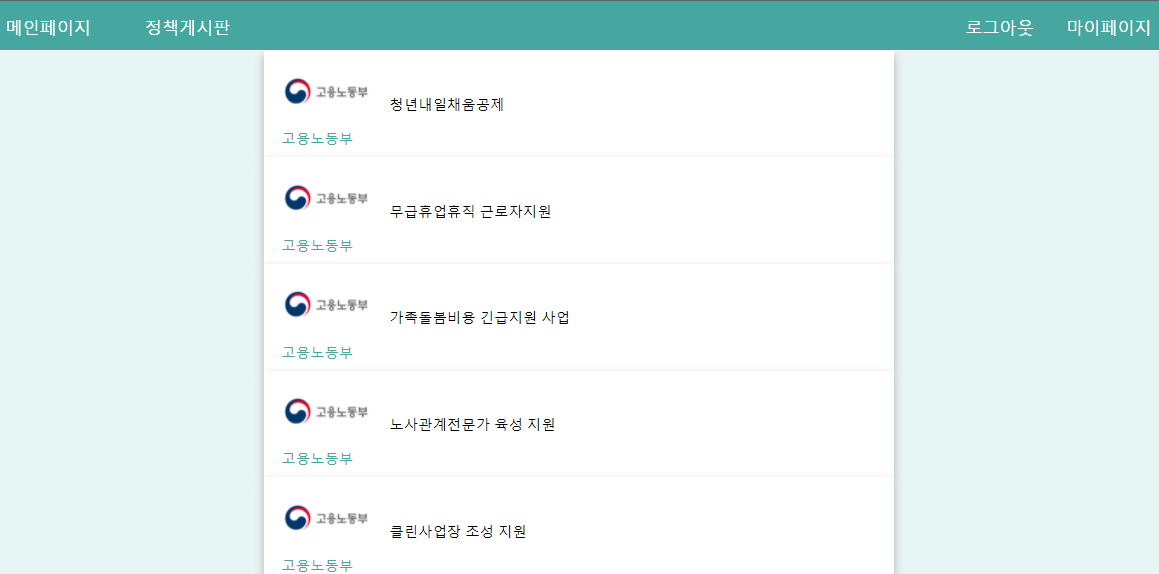 메인페이지 정책게시판 로그아웃 마이페이지
고용노동부
청년내일채움공제
고용노동부
고용노동부
무급휴업휴직 근로자지원
고용노동부
고용노동부
가족돌봄비용 긴급지원 사업
고용노동부
고용노동부
노사관계전문가 육성 지원
고용노동부
고용노동부
클린사업장 조성 지원
고용노동부